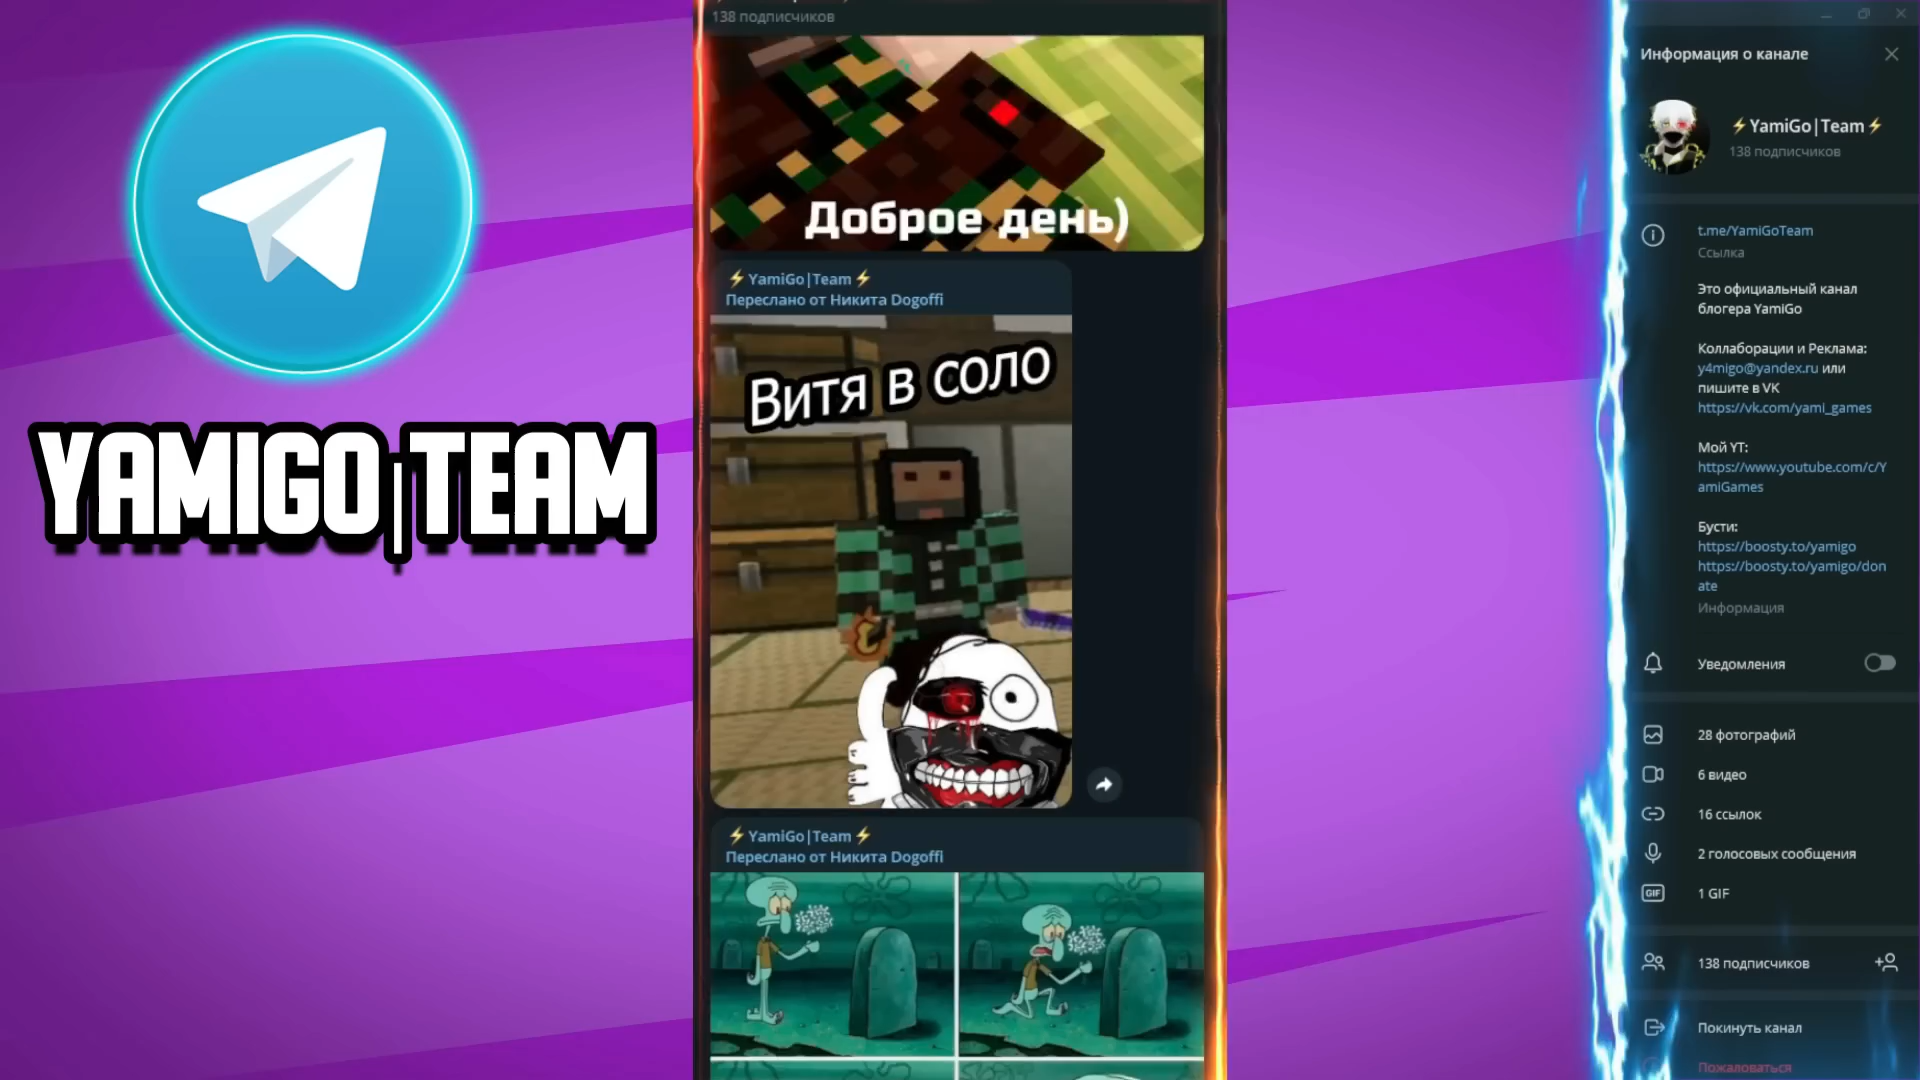 YAMIGO|TEAM
138 подписчиков
Доброе день)
⚡YamiGo|Team⚡
Переслано от Никита Dogoffi
Витя в соло
⚡YamiGo|Team⚡
Переслано от Никита Dogoffi
Информация о канале
⚡YamiGo|Team⚡
138 подписчиков
t.me/YamiGoTeam
Ссылка
Это официальный канал
блогера YamiGo
Коллаборации и Реклама:
y4migo@yandex.ru или
пишите в VK
https://vk.com/yami_games
Мой YT:
https://www.youtube.com/c/Y
amiGames
Бусти:
https://boosty.to/yamigo
https://boosty.to/yamigo/don
ate
Информация
Уведомления
28 фотографий
6 видео
16 ссылок
2 голосовых сообщения
GIF
1 GIF
138 подписчиков
Покинуть канал
Пожаловаться